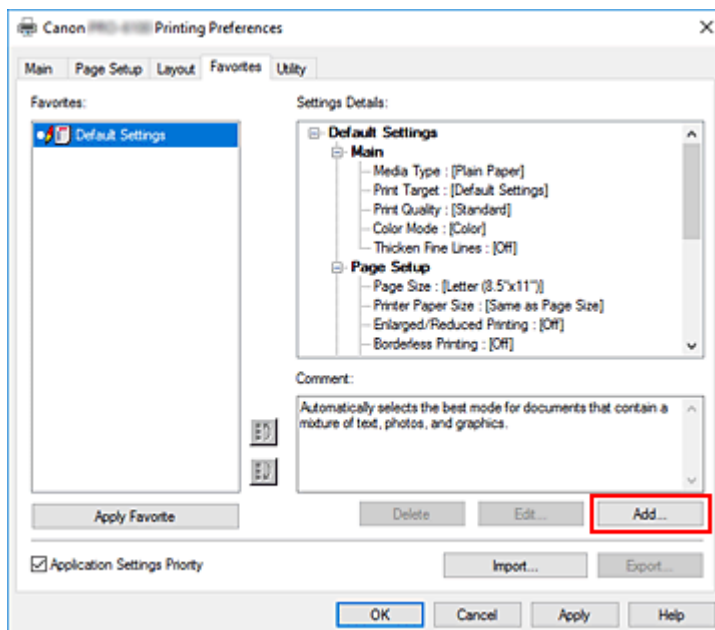 Canon Printing Preferences
Main Page Setup Layout Favorites Utility
Favorites:
Default Settings
Settings Details:
Default Settings
Main
Media Type : [Plain Paper]
Print Target : [Default Settings]
Print Quality : [Standard]
Color Mode : [Color]
Thicken Fine Lines : [Off]
Page Setup
Page Size : [Letter (8.5"x11")]
Printer Paper Size : [Same as Page Size]
Enlarged/Reduced Printing : [Off]
Borderless Printing : [Off]
Comment:
Automatically selects the best mode for documents that contain a
mixture of text, photos, and graphics.
Apply Favorite
Delete Edit... Add...
Application Settings Priority
Import... Export...
OK Cancel Apply Help